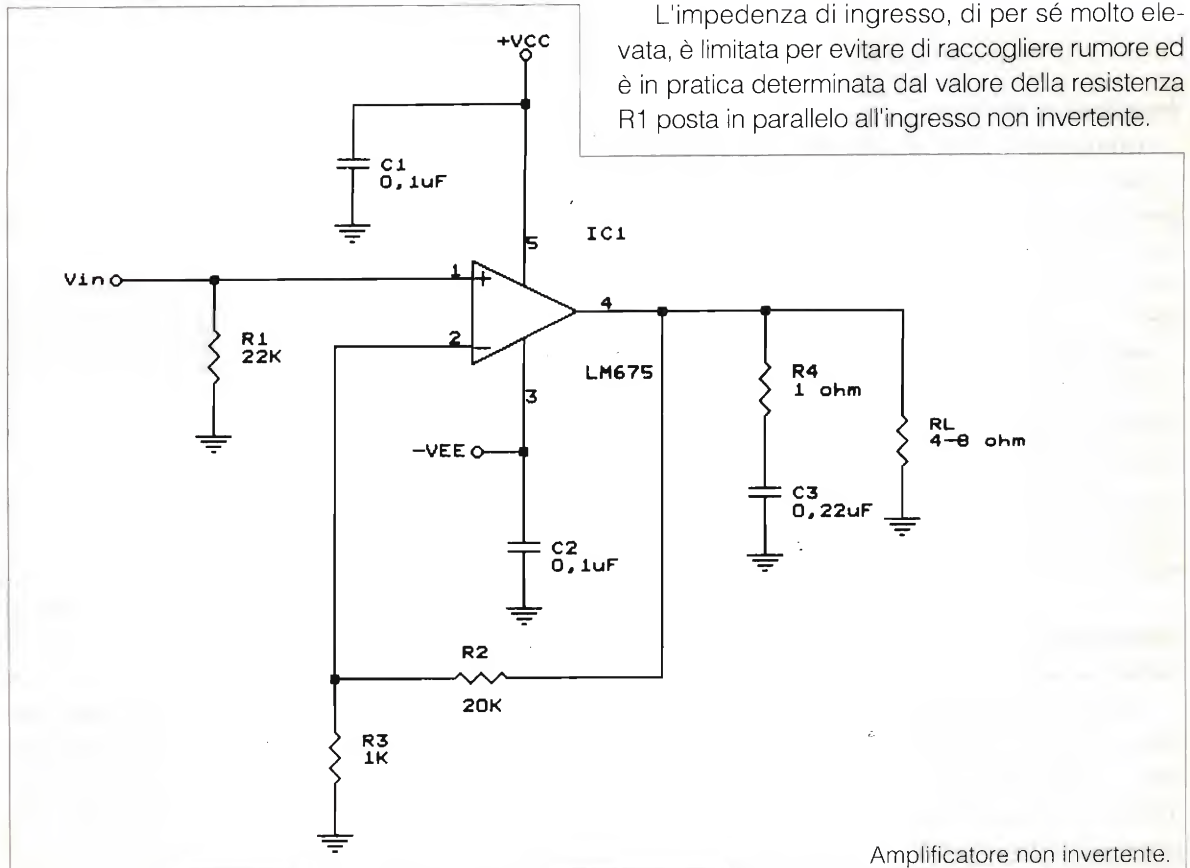 L'impedenza di ingresso, di per sé molto ele-
vata, è limitata per evitare di raccogliere rumore ed
è in pratica determinata dal valore della resistenza
R1 posta in parallelo all'ingresso non invertente.
+VCC
C1
0,1uF
5
IC1
Vin
1
+
4
R1
22K
2
−
LM675
R4
1 ohm
RL
4-8 ohm
3
-VEE
C3
0,22uF
C2
0,1uF
R2
20K
R3
1K
Amplificatore non invertente.